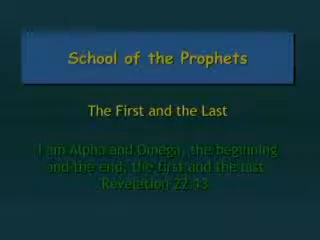 School of the Prophets
The First and the Last
I am Alpha and Omega, the beginning
and the end, the first and the last
Revelation 22:13